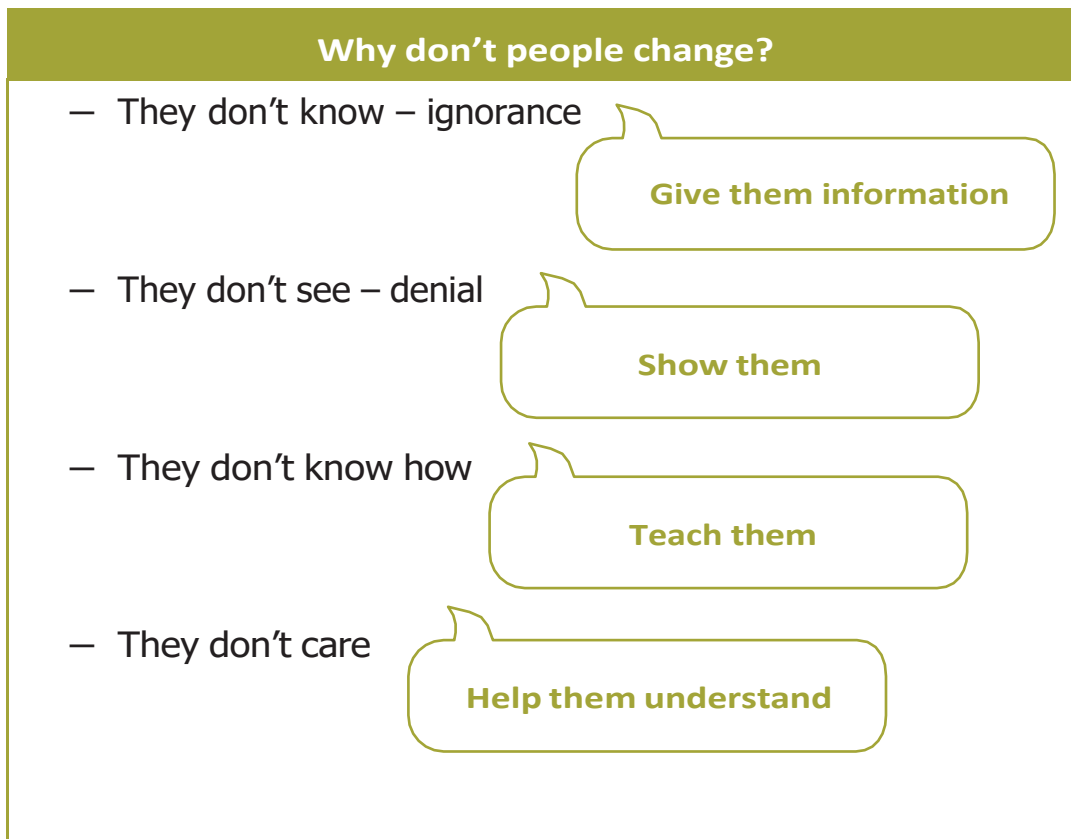 Why don’t people change?
— They don’t know – ignorance
Give them information
— They don’t see – denial
Show them
— They don’t know how
Teach them
— They don’t care
Help them understand